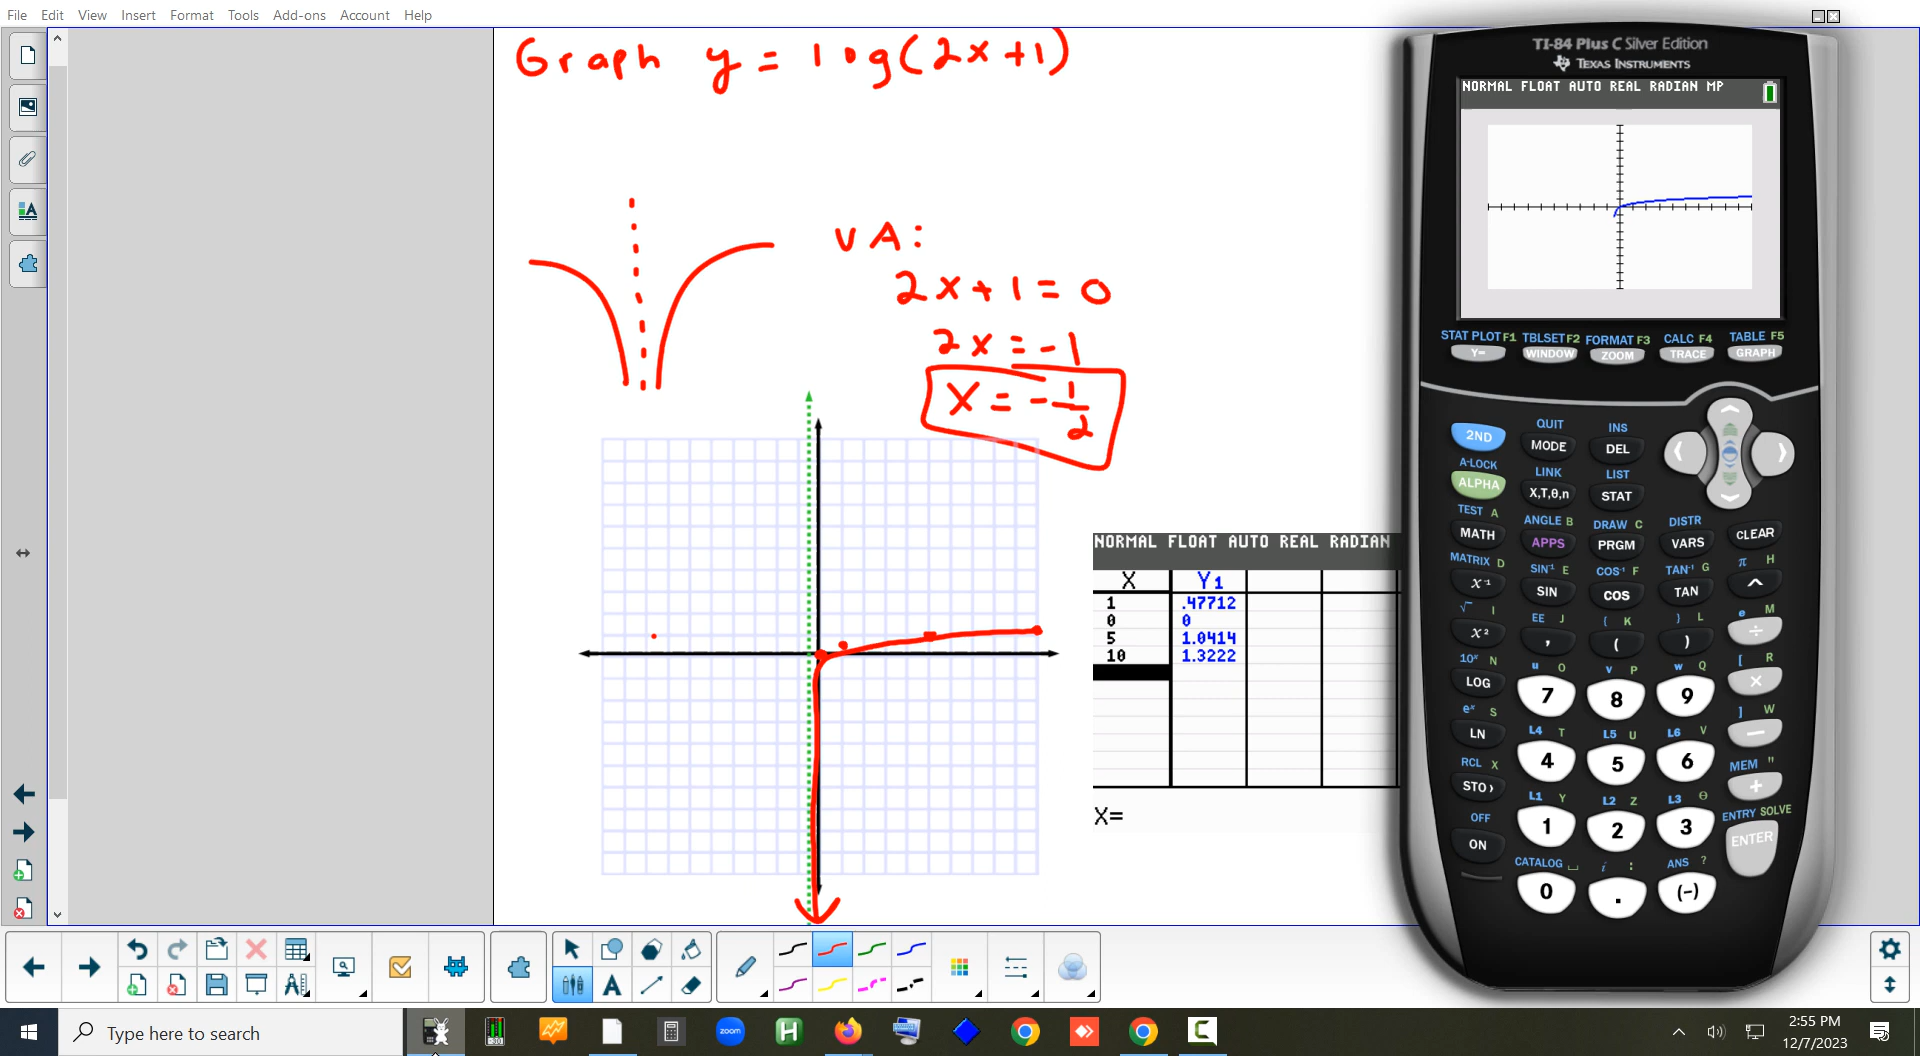 File Edit View Insert Format Tools Add-ons Account Help
Graph y = log(2x+1)
VA:
2x+1=0
2x=-1
x=-1/2
NORMAL FLOAT AUTO REAL RADIAN
X Y1
1 .47712
0 0
5 1.0414
10 1.3222
X=
TI-84 Plus C Silver Edition
TEXAS INSTRUMENTS
NORMAL FLOAT AUTO REAL RADIAN MP
STAT PLOT F1 TBLSET F2 FORMAT F3 CALC F4 TABLE F5
Y= WINDOW ZOOM TRACE GRAPH
QUIT INS
2ND MODE DEL
A-LOCK LINK LIST
ALPHA X,T,θ,n STAT
TEST A ANGLE B DRAW C DISTR
MATH APPS PRGM VARS CLEAR
MATRIX D SIN⁻¹ E COS⁻¹ F TAN⁻¹ G π H
x⁻¹ SIN COS TAN ^
√ I EE J { K } L e M
x² , ( ) ÷
10ˣ N u O v P w Q [ R
LOG 7 8 9 ×
eˣ S L4 T L5 U L6 V ] W
LN 4 5 6 −
RCL X L1 Y L2 Z L3 θ MEM "
STO› 1 2 3 +
OFF CATALOG i : ANS ? ENTRY SOLVE
ON 0 . (-) ENTER
Type here to search
zoom
H
C
2:55 PM
12/7/2023